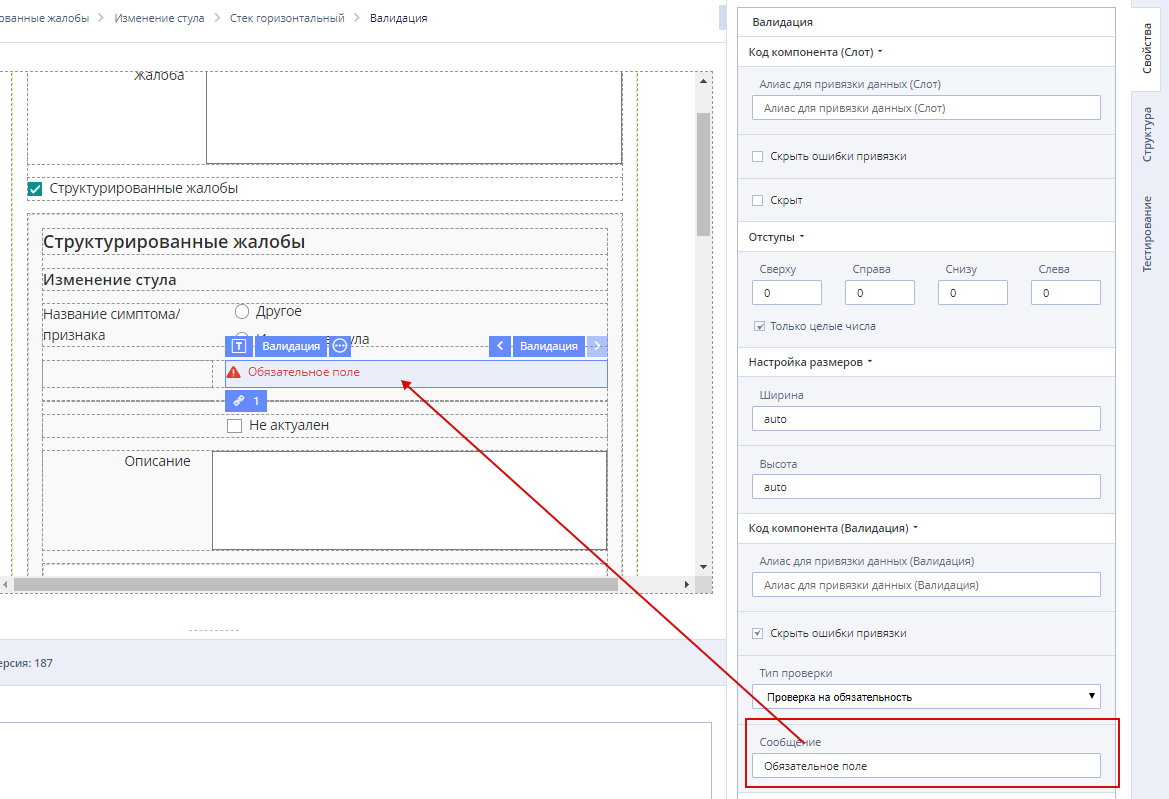 ованные жалобы
Изменение стула
Стек горизонтальный
Валидация
Жалоба
Структурированные жалобы
Структурированные жалобы
Изменение стула
Название симптома/
признака
Другое
Валидация
Валидация
Обязательное поле
1
Не актуален
Описание
ерсия: 187
Валидация
Код компонента (Слот)
Алиас для привязки данных (Слот)
Алиас для привязки данных (Слот)
Скрыть ошибки привязки
Скрыт
Отступы
Сверху Справа Снизу Слева
0 0 0 0
Только целые числа
Настройка размеров
Ширина
auto
Высота
auto
Код компонента (Валидация)
Алиас для привязки данных (Валидация)
Алиас для привязки данных (Валидация)
Скрыть ошибки привязки
Тип проверки
Проверка на обязательность
Сообщение
Обязательное поле
Свойства
Структура
Тестирование